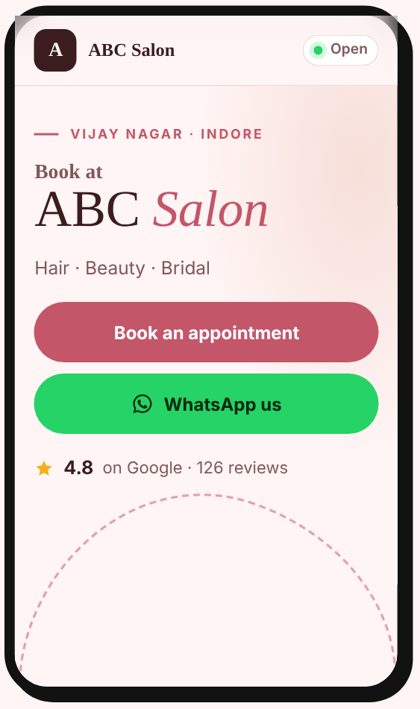 A ABC Salon Open
VIJAY NAGAR · INDORE
Book at
ABC Salon
Hair · Beauty · Bridal
Book an appointment
WhatsApp us
4.8 on Google · 126 reviews